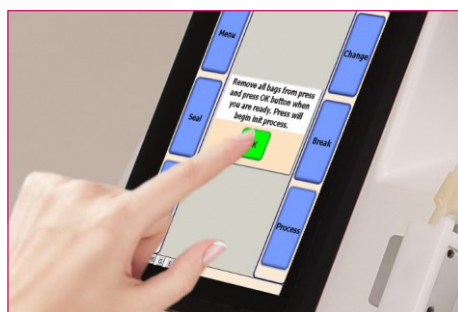 Menu
Change
Remove all bags from press
and press OK button when
you are ready. Press will
begin init process.
Seal
Break
Process